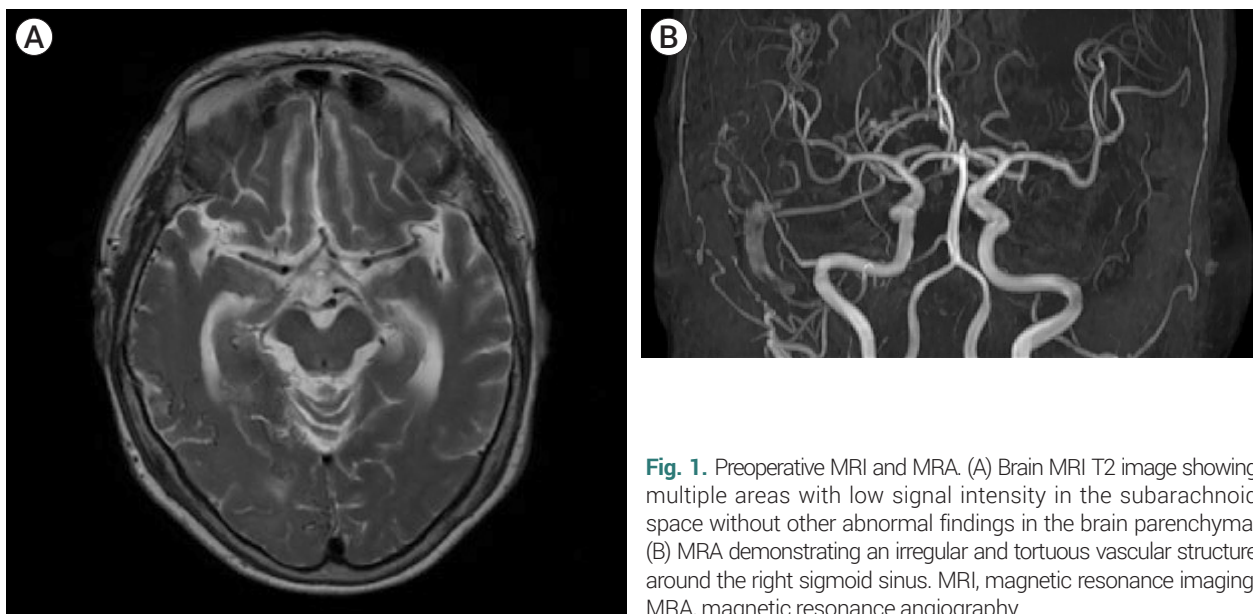 A
B
Fig. 1. Preoperative MRI and MRA. (A) Brain MRI T2 image showing
multiple areas with low signal intensity in the subarachnoid
space without other abnormal findings in the brain parenchyma.
(B) MRA demonstrating an irregular and tortuous vascular structure
around the right sigmoid sinus. MRI, magnetic resonance imaging;
MRA, magnetic resonance angiography.